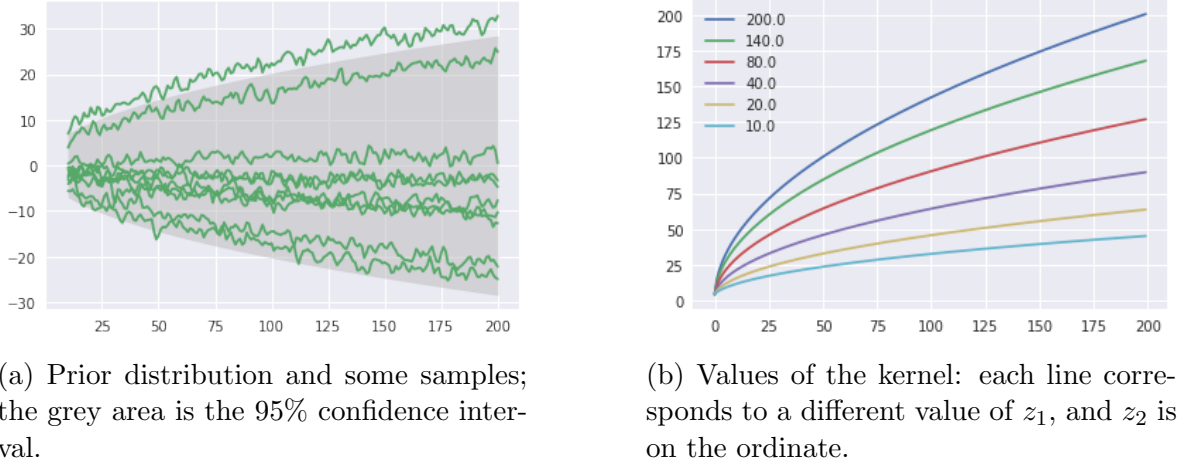 30
20
10
0
−10
−20
−30
25 50 75 100 125 150 175 200
200
175
150
125
100
75
50
25
0
200.0
140.0
80.0
40.0
20.0
10.0
0 25 50 75 100 125 150 175 200
(a) Prior distribution and some samples;
the grey area is the 95% confidence inter-
val.
(b) Values of the kernel: each line corre-
sponds to a different value of z₁, and z₂ is
on the ordinate.